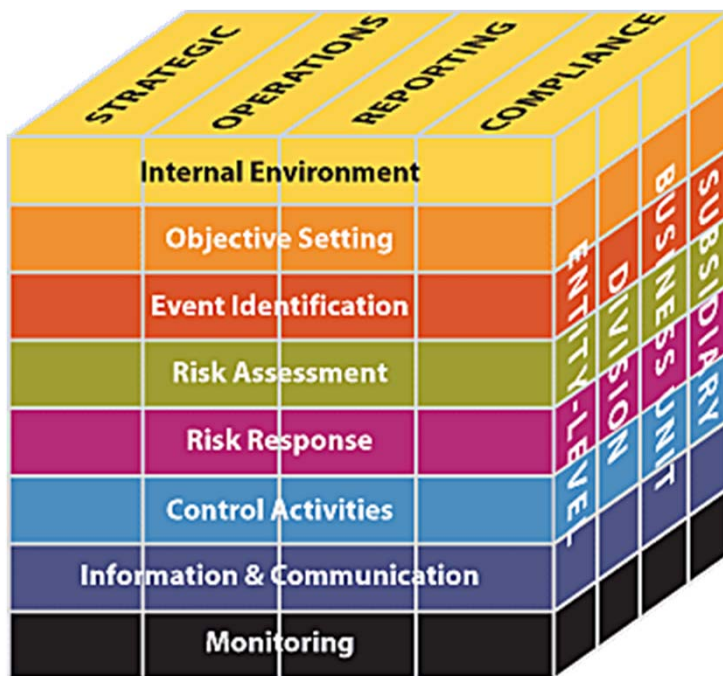 STRATEGIC
OPERATIONS
REPORTING
COMPLIANCE
Internal Environment
Objective Setting
Event Identification
Risk Assessment
Risk Response
Control Activities
Information & Communication
Monitoring
ENTITY-LEVEL
DIVISION
BUSINESS UNIT
SUBSIDIARY